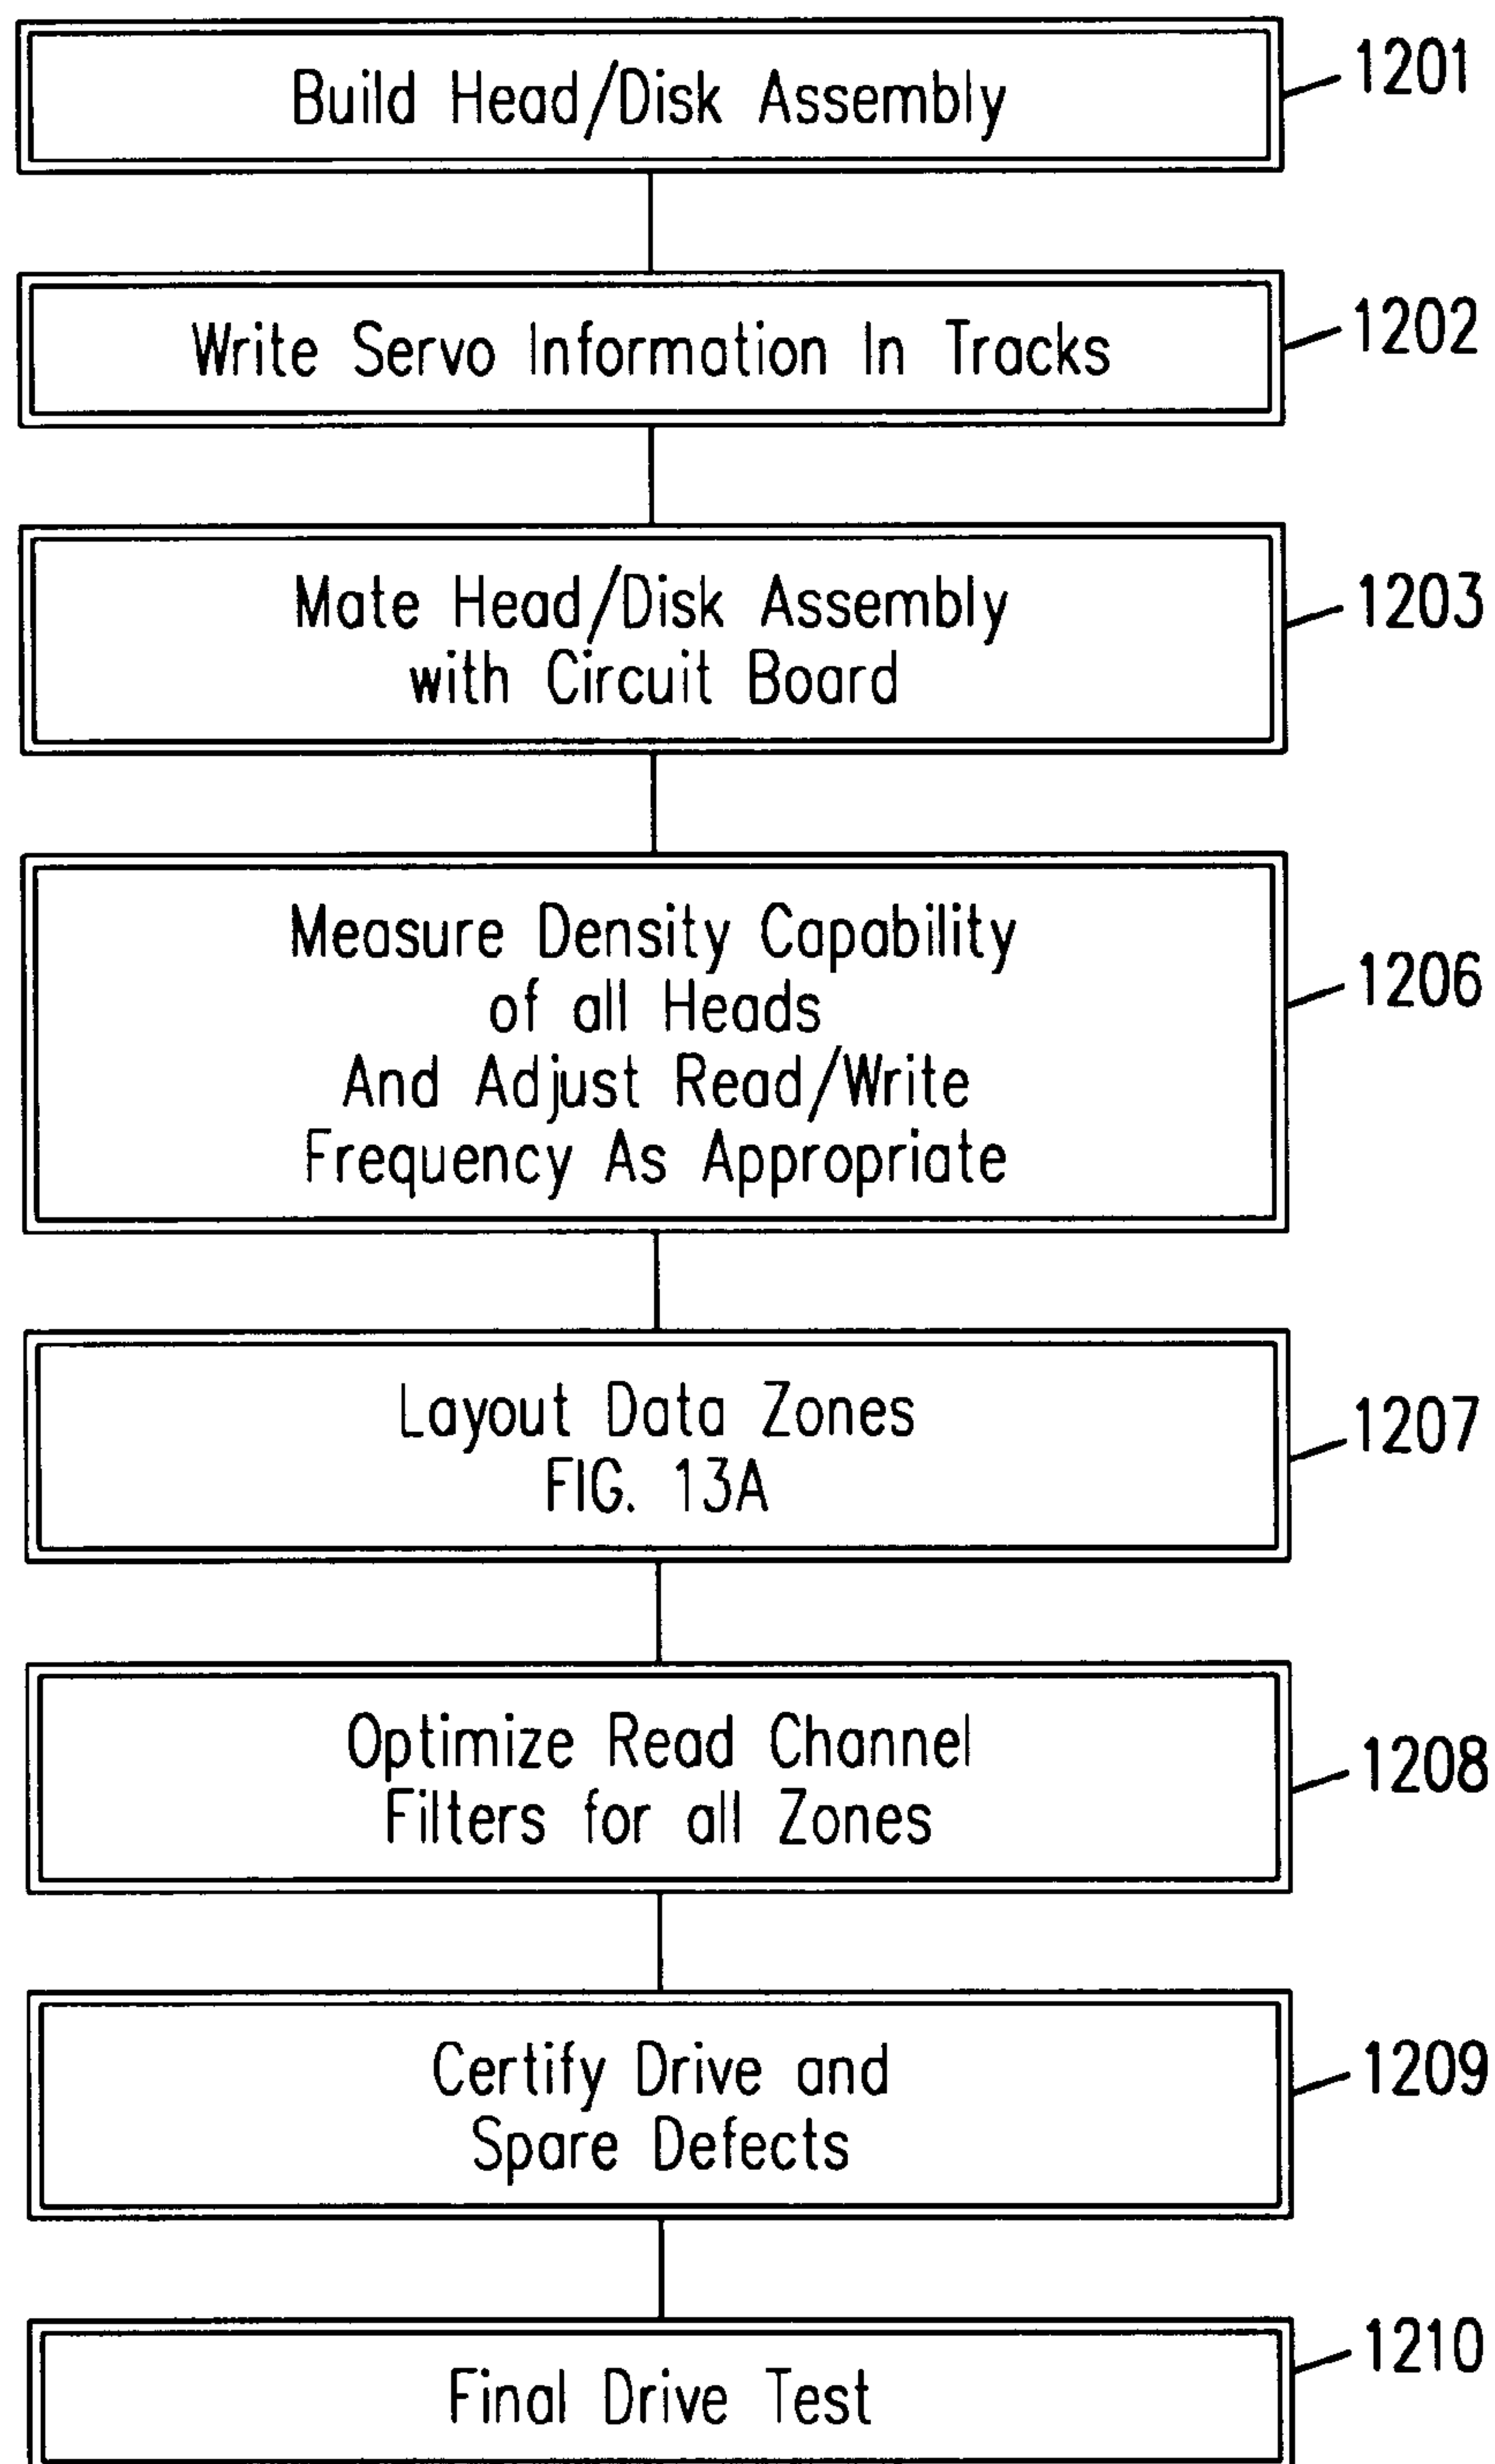 Build Head/Disk Assembly
1201
Write Servo Information In Tracks
1202
Mate Head/Disk Assembly
with Circuit Board
1203
Measure Density Capability
of all Heads
And Adjust Read/Write
Frequency As Appropriate
1206
Layout Data Zones
FIG. 13A
1207
Optimize Read Channel
Filters for all Zones
1208
Certify Drive and
Spare Defects
1209
Final Drive Test
1210